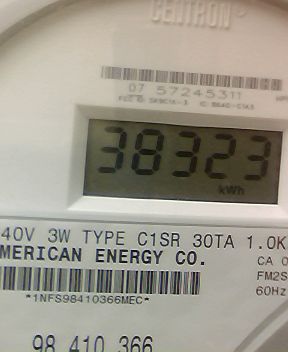 CENTRON®
07 57245311
38323
kWh
40V 3W TYPE C1SR 30TA 1.0K
MERICAN ENERGY CO.
CA 0
FM2S
60Hz
*1NFS98410366MEC*
98 410 366